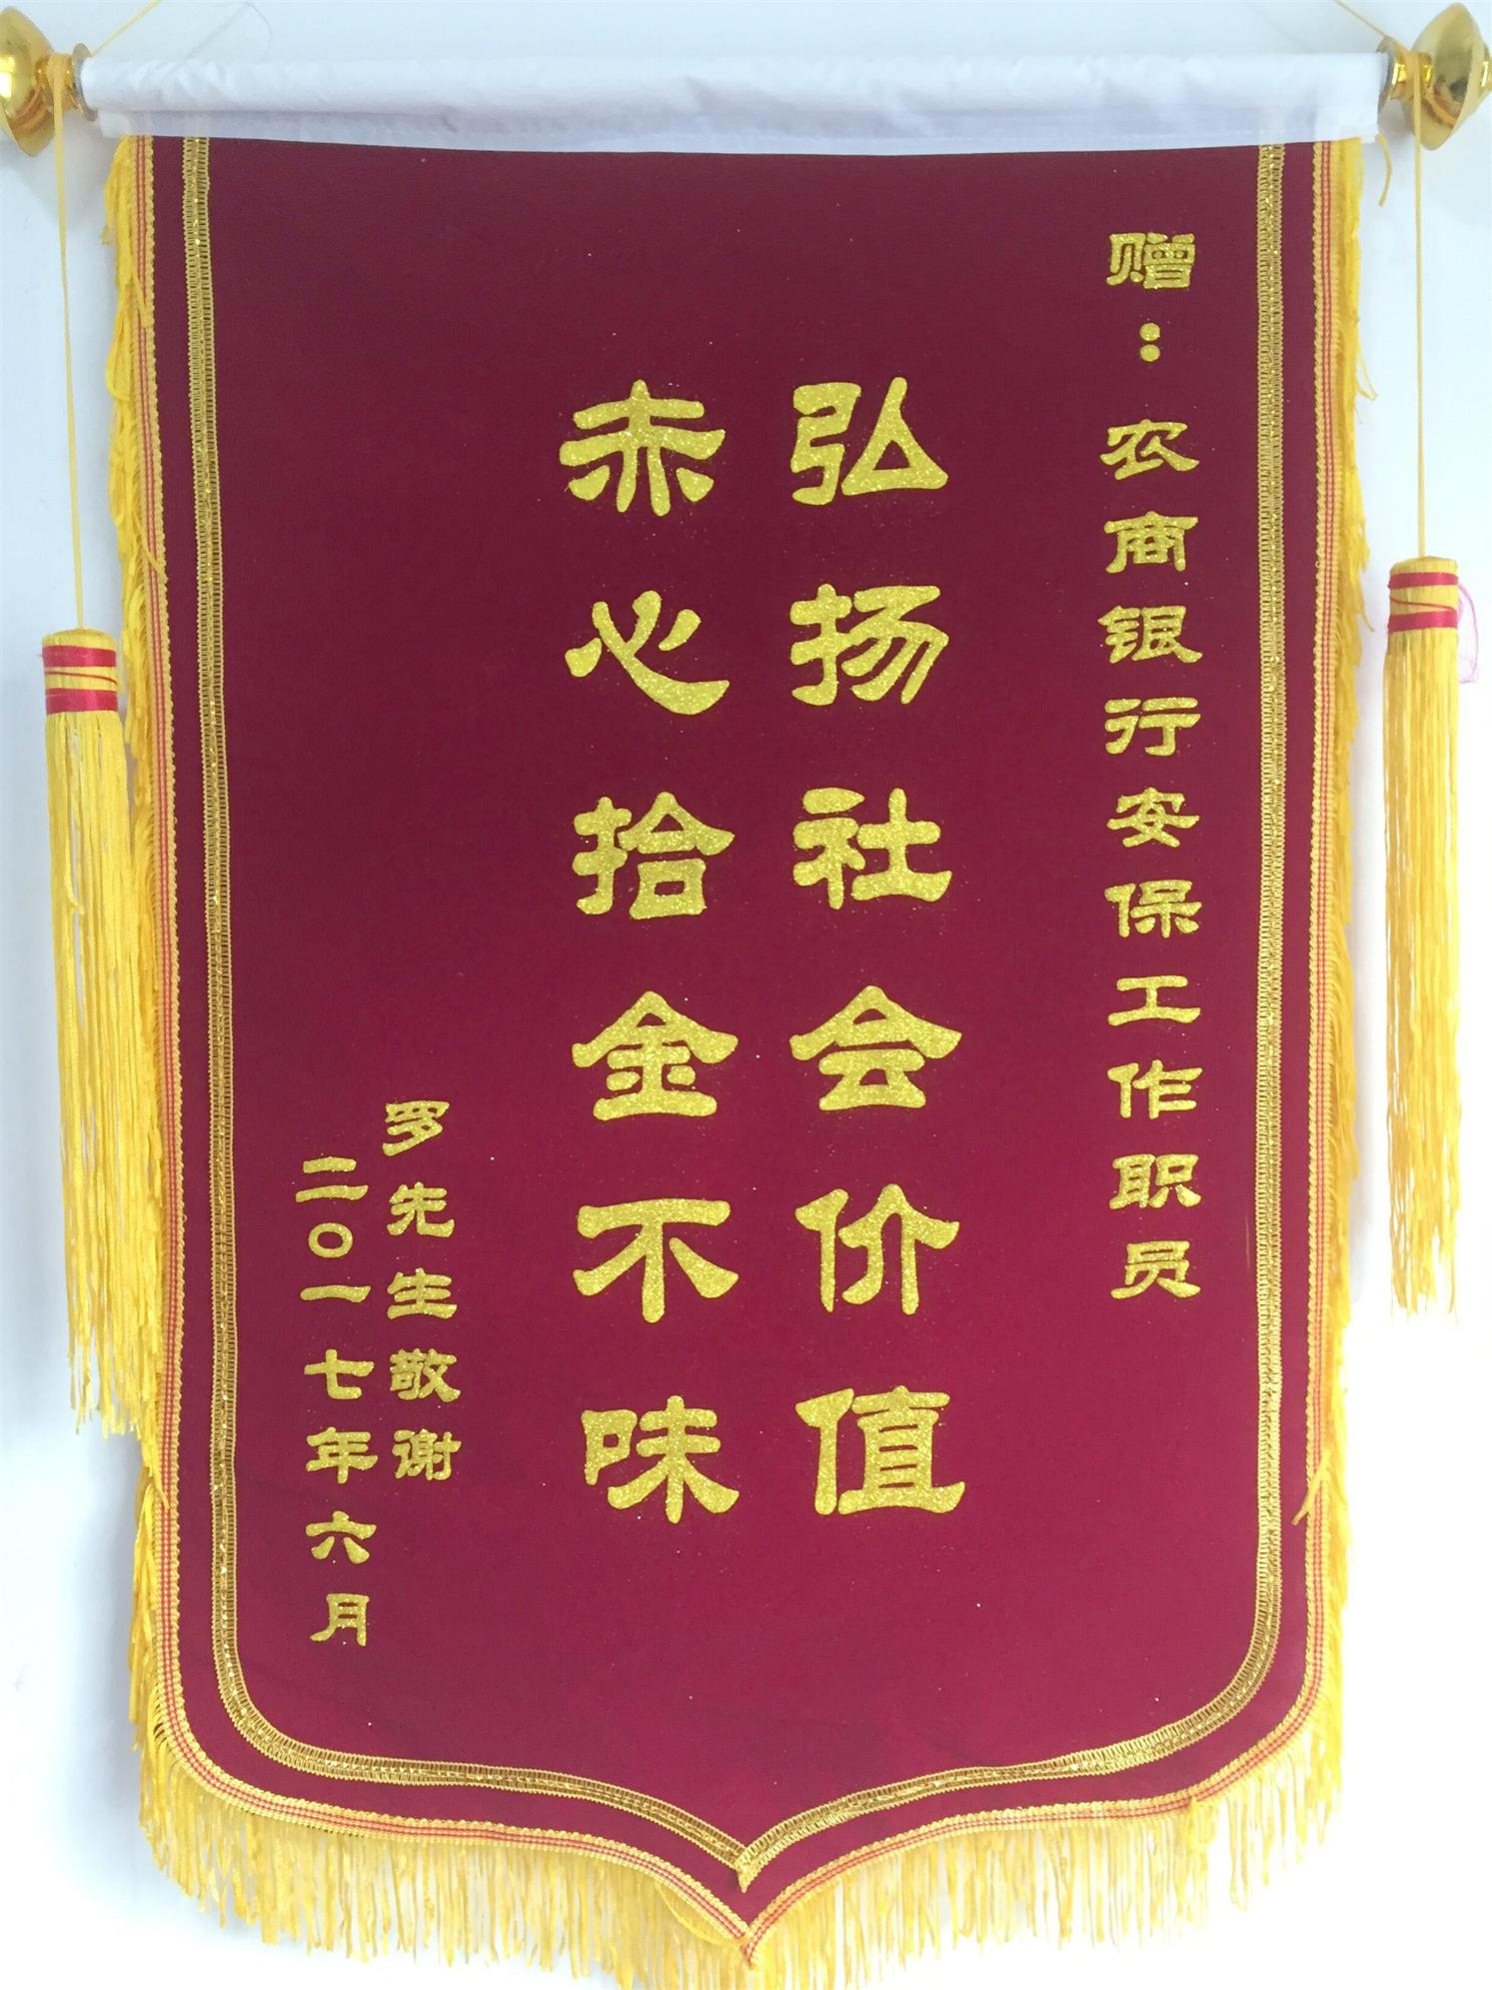 赠：农商银行安保工作职员
弘扬社会价值
赤心拾金不味
罗先生敬谢
二〇一七年六月